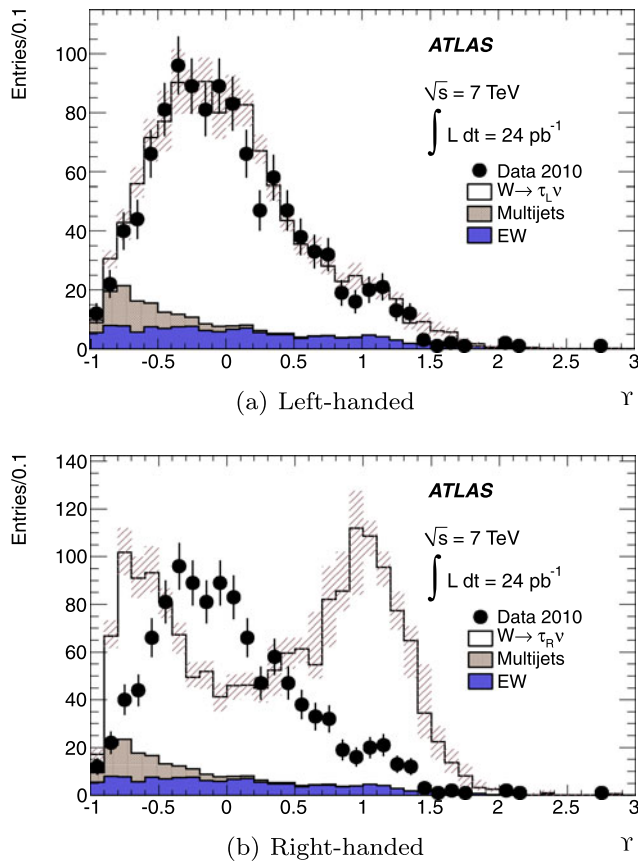 Entries/0.1
100
80
60
40
20
0
ATLAS
√s = 7 TeV
∫ L dt = 24 pb⁻¹
Data 2010
W→ τLν
Multijets
EW
-1 -0.5 0 0.5 1 1.5 2 2.5 3
(a) Left-handed ϒ
Entries/0.1
140
120
100
80
60
40
20
0
ATLAS
√s = 7 TeV
∫ L dt = 24 pb⁻¹
Data 2010
W→ τRν
Multijets
EW
-1 -0.5 0 0.5 1 1.5 2 2.5 3
(b) Right-handed ϒ